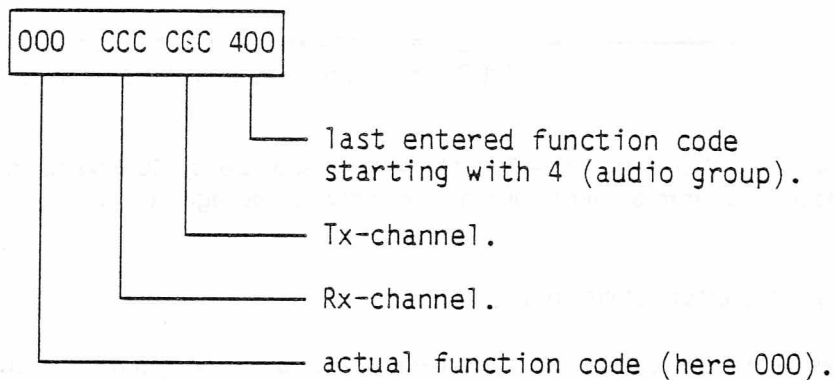 000 CCC CCC 400
last entered function code
starting with 4 (audio group).
Tx-channel.
Rx-channel.
actual function code (here 000).